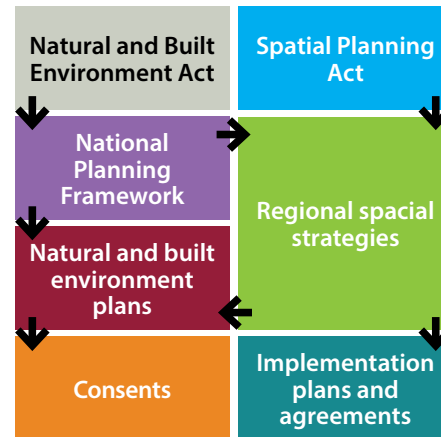 Natural and Built
Environment Act
Spatial Planning
Act
National
Planning
Framework
Regional spacial
strategies
Natural and built
environment
plans
Consents
Implementation
plans and
agreements